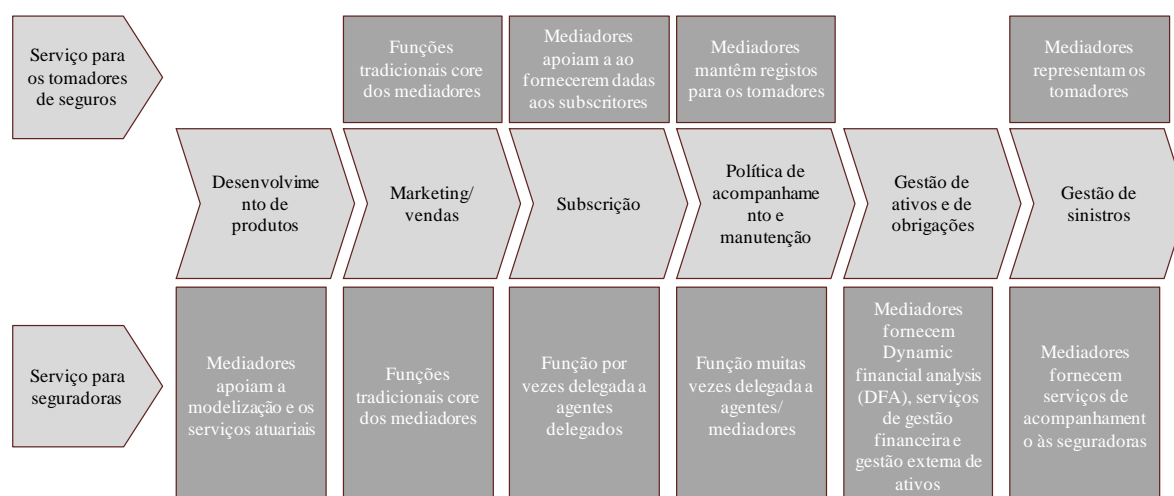 Serviço para
os tomadores
de seguros
Funções
tradicionais core
dos mediadores
Mediadores
apoiam a ao
fornecerem dadas
aos subscritores
Mediadores
mantêm registos
para os tomadores
Mediadores
representam os
tomadores
Desenvolvime
nto de
produtos
Marketing/
vendas
Subscrição
Política de
acompanhame
nto e
manutenção
Gestão de
ativos e de
obrigações
Gestão de
sinistros
Serviço para
seguradoras
Mediadores
apoiam a
modelização e os
serviços atuariais
Funções
tradicionais core
dos mediadores
Função por
vezes delegada a
agentes
delegados
Função muitas
vezes delegada a
agentes/
mediadores
Mediadores
fornecem
Dynamic
financial analysis
(DFA), serviços
de gestão
financeira e
gestão externa de
ativos
Mediadores
fornecem
serviços de
acompanhament
o às seguradoras